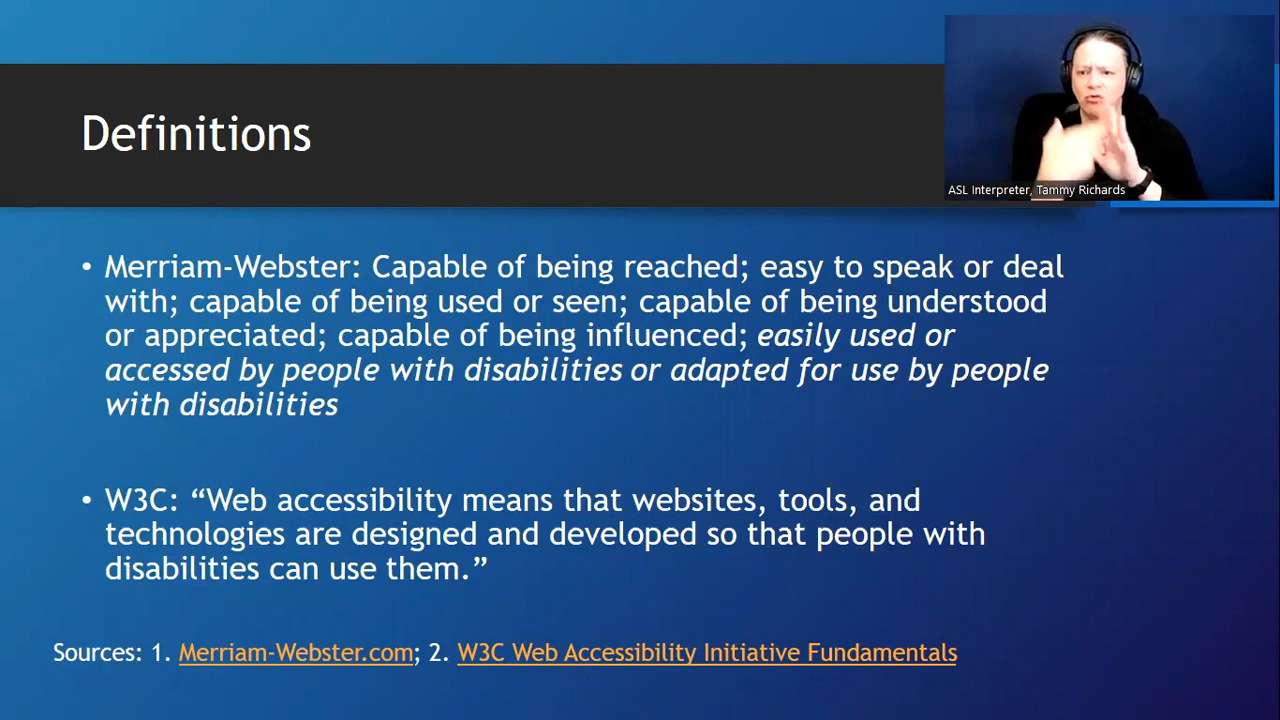 Definitions
ASL Interpreter, Tammy Richards
• Merriam-Webster: Capable of being reached; easy to speak or deal
with; capable of being used or seen; capable of being understood
or appreciated; capable of being influenced; easily used or
accessed by people with disabilities or adapted for use by people
with disabilities
• W3C: “Web accessibility means that websites, tools, and
technologies are designed and developed so that people with
disabilities can use them.”
Sources: 1. Merriam-Webster.com; 2. W3C Web Accessibility Initiative Fundamentals